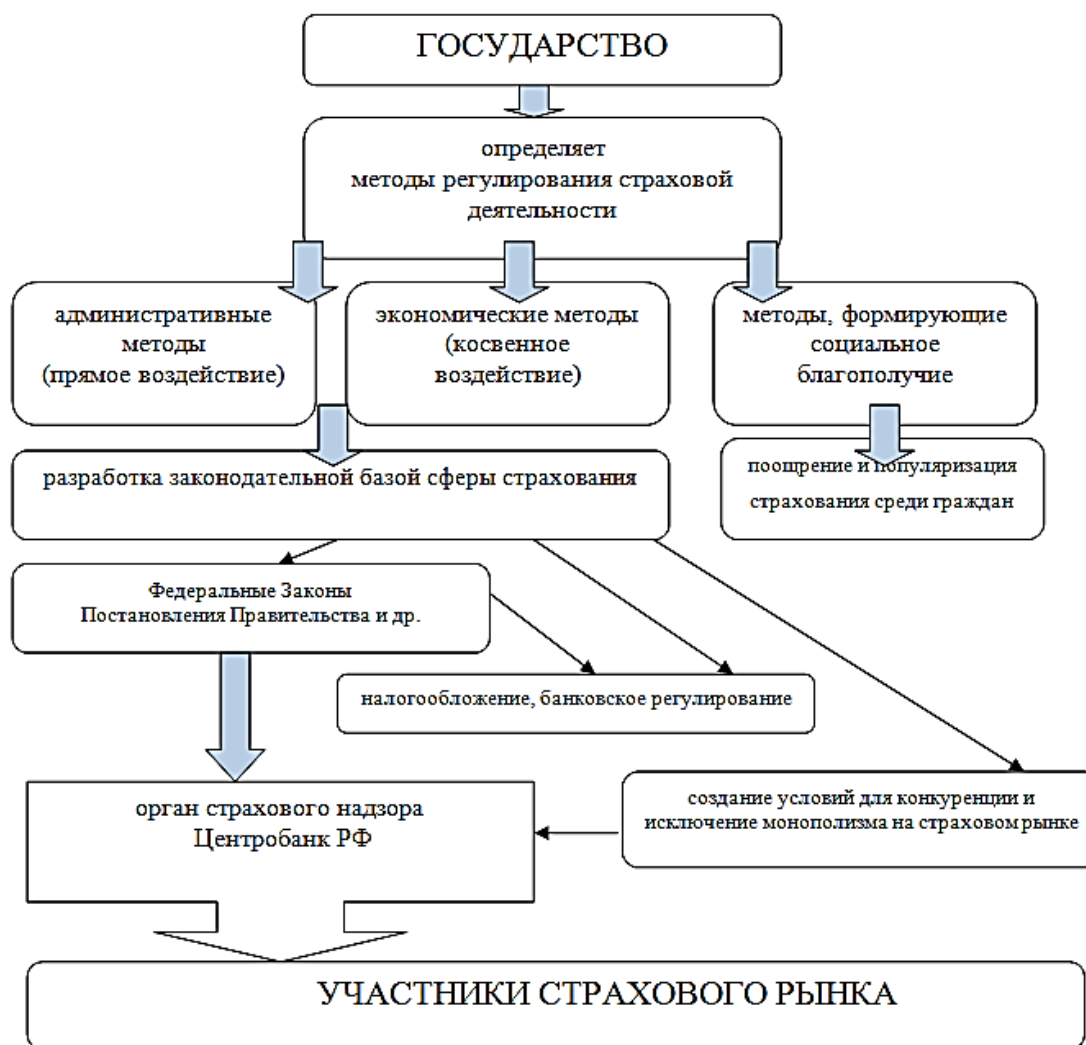 ГОСУДАРСТВО
определяет
методы регулирования страховой
деятельности
административные
методы
(прямое воздействие)
экономические методы
(косвенное
воздействие)
методы, формирующие
социальное
благополучие
разработка законодательной базой сферы страхования
поощрение и популяризация
страхования среди граждан
Федеральные Законы
Постановления Правительства и др.
налогообложение, банковское регулирование
орган страхового надзора
Центробанк РФ
создание условий для конкуренции и
исключение монополизма на страховом рынке
УЧАСТНИКИ СТРАХОВОГО РЫНКА